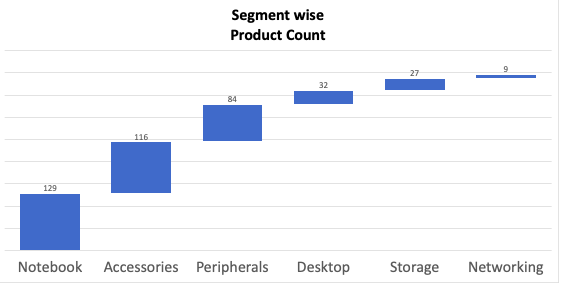 Segment wise
Product Count
129
116
84
32
27
9
Notebook
Accessories
Peripherals
Desktop
Storage
Networking